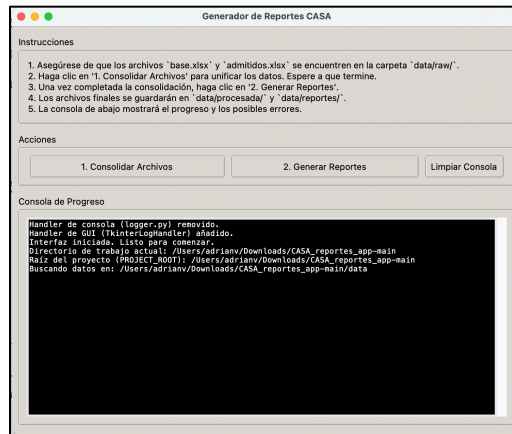 Generador de Reportes CASA
Instrucciones
1. Asegúrese de que los archivos `base.xlsx` y `admitidos.xlsx` se encuentren en la carpeta `data/raw/`.
2. Haga clic en '1. Consolidar Archivos' para unificar los datos. Espere a que termine.
3. Una vez completada la consolidación, haga clic en '2. Generar Reportes'.
4. Los archivos finales se guardarán en `data/procesada/` y `data/reportes/`.
5. La consola de abajo mostrará el progreso y los posibles errores.
Acciones
1. Consolidar Archivos
2. Generar Reportes
Limpiar Consola
Consola de Progreso
Handler de consola (logger.py) removido.
Handler de GUI (TkinterLogHandler) añadido.
Interfaz iniciada. Listo para comenzar.
Directorio de trabajo actual: /Users/adrianv/Downloads/CASA_reportes_app-main
Raíz del proyecto (PROJECT_ROOT): /Users/adrianv/Downloads/CASA_reportes_app-main
Buscando datos en: /Users/adrianv/Downloads/CASA_reportes_app-main/data